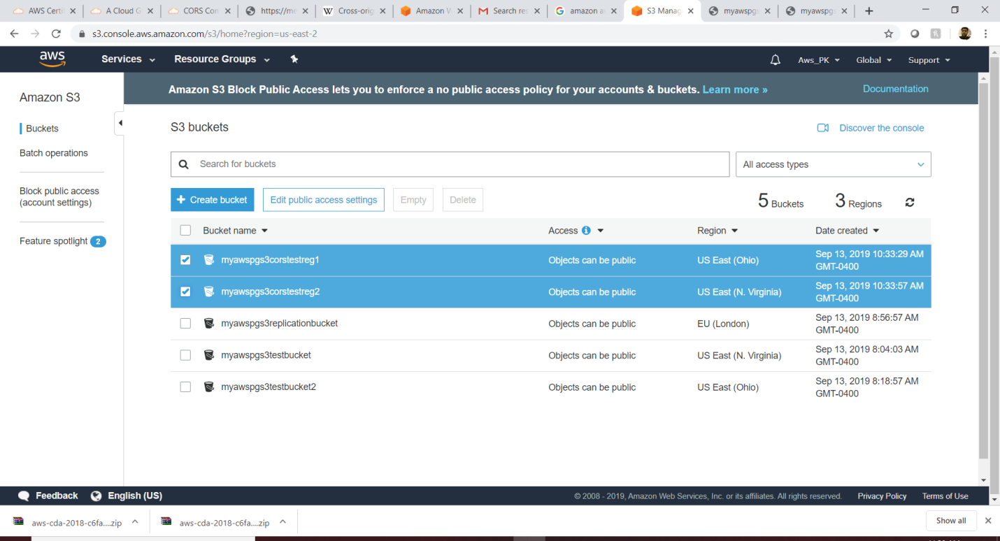 AWS Certi
A Cloud G
CORS Con
https://me
Cross-orig
Amazon W
Search res
amazon a
S3 Manag
myawspg
myawspg
s3.console.aws.amazon.com/s3/home?region=us-east-2
aws
Services
Resource Groups
Aws_PK
Global
Support
Amazon S3
Buckets
Batch operations
Block public access
(account settings)
Feature spotlight 2
Amazon S3 Block Public Access lets you to enforce a no public access policy for your accounts & buckets. Learn more »
Documentation
S3 buckets
Discover the console
Search for buckets
All access types
+ Create bucket
Edit public access settings
Empty
Delete
5 Buckets
3 Regions
Bucket name
Access
Region
Date created
myawspgs3corstestreg1
Objects can be public
US East (Ohio)
Sep 13, 2019 10:33:29 AM
GMT-0400
myawspgs3corstestreg2
Objects can be public
US East (N. Virginia)
Sep 13, 2019 10:33:57 AM
GMT-0400
myawspgs3replicationbucket
Objects can be public
EU (London)
Sep 13, 2019 8:56:57 AM
GMT-0400
myawspgs3testbucket
Objects can be public
US East (N. Virginia)
Sep 13, 2019 8:04:03 AM
GMT-0400
myawspgs3testbucket2
Objects can be public
US East (Ohio)
Sep 13, 2019 8:18:57 AM
GMT-0400
Feedback
English (US)
© 2008 - 2019, Amazon Web Services, Inc. or its affiliates. All rights reserved.
Privacy Policy
Terms of Use
aws-cda-2018-c6fa....zip
aws-cda-2018-c6fa....zip
Show all